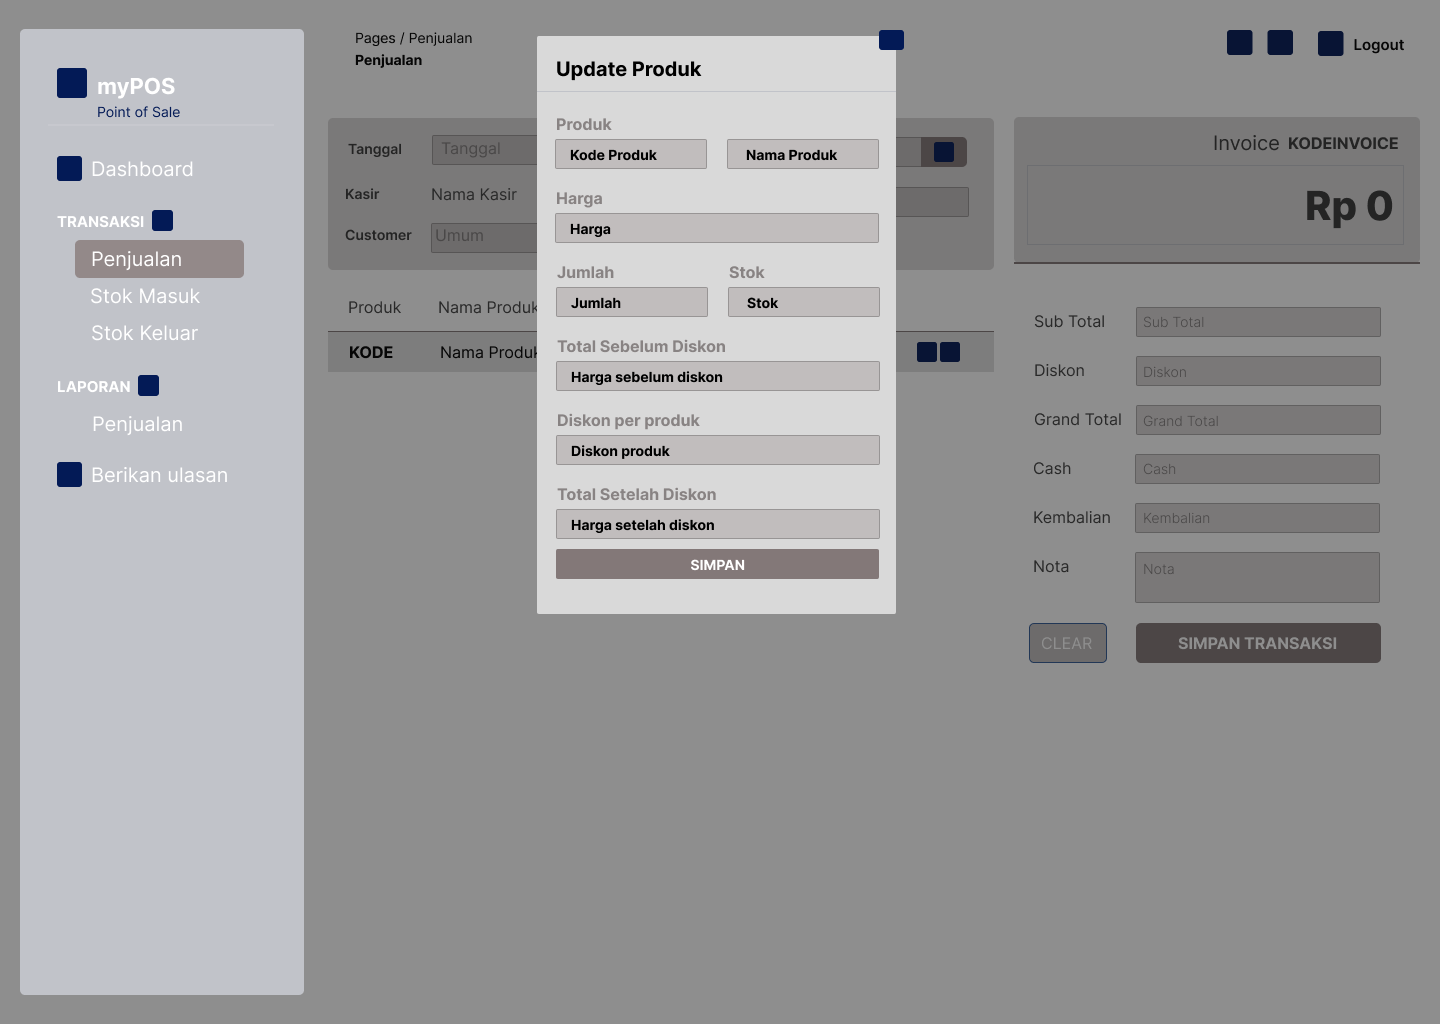 myPOS
Point of Sale
Dashboard
TRANSAKSI
Penjualan
Stok Masuk
Stok Keluar
LAPORAN
Penjualan
Berikan ulasan
Pages / Penjualan
Penjualan
Logout
Tanggal Tanggal
Kasir Nama Kasir
Customer Umum
Produk Nama Produk
KODE Nama Produk
Update Produk
Produk
Kode Produk Nama Produk
Harga
Harga
Jumlah Stok
Jumlah Stok
Total Sebelum Diskon
Harga sebelum diskon
Diskon per produk
Diskon produk
Total Setelah Diskon
Harga setelah diskon
SIMPAN
Invoice KODEINVOICE
Rp 0
Sub Total Sub Total
Diskon Diskon
Grand Total Grand Total
Cash Cash
Kembalian Kembalian
Nota Nota
CLEAR SIMPAN TRANSAKSI